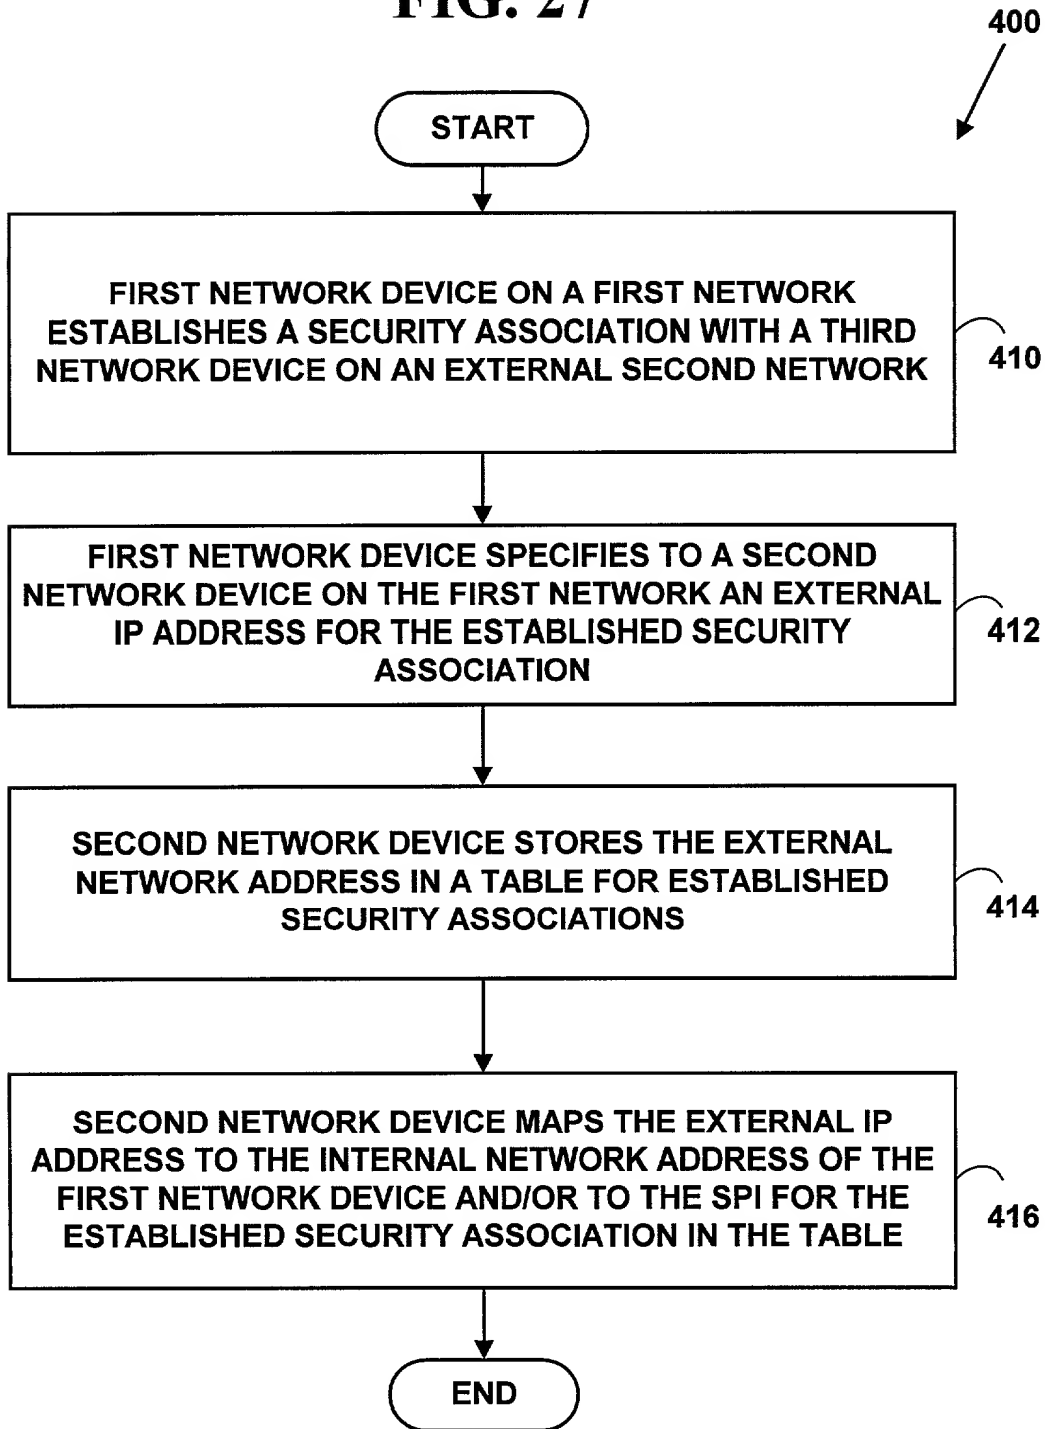 FIG. 27
400
START
FIRST NETWORK DEVICE ON A FIRST NETWORK
ESTABLISHES A SECURITY ASSOCIATION WITH A THIRD
NETWORK DEVICE ON AN EXTERNAL SECOND NETWORK
410
FIRST NETWORK DEVICE SPECIFIES TO A SECOND
NETWORK DEVICE ON THE FIRST NETWORK AN EXTERNAL
IP ADDRESS FOR THE ESTABLISHED SECURITY
ASSOCIATION
412
SECOND NETWORK DEVICE STORES THE EXTERNAL
NETWORK ADDRESS IN A TABLE FOR ESTABLISHED
SECURITY ASSOCIATIONS
414
SECOND NETWORK DEVICE MAPS THE EXTERNAL IP
ADDRESS TO THE INTERNAL NETWORK ADDRESS OF THE
FIRST NETWORK DEVICE AND/OR TO THE SPI FOR THE
ESTABLISHED SECURITY ASSOCIATION IN THE TABLE
416
END